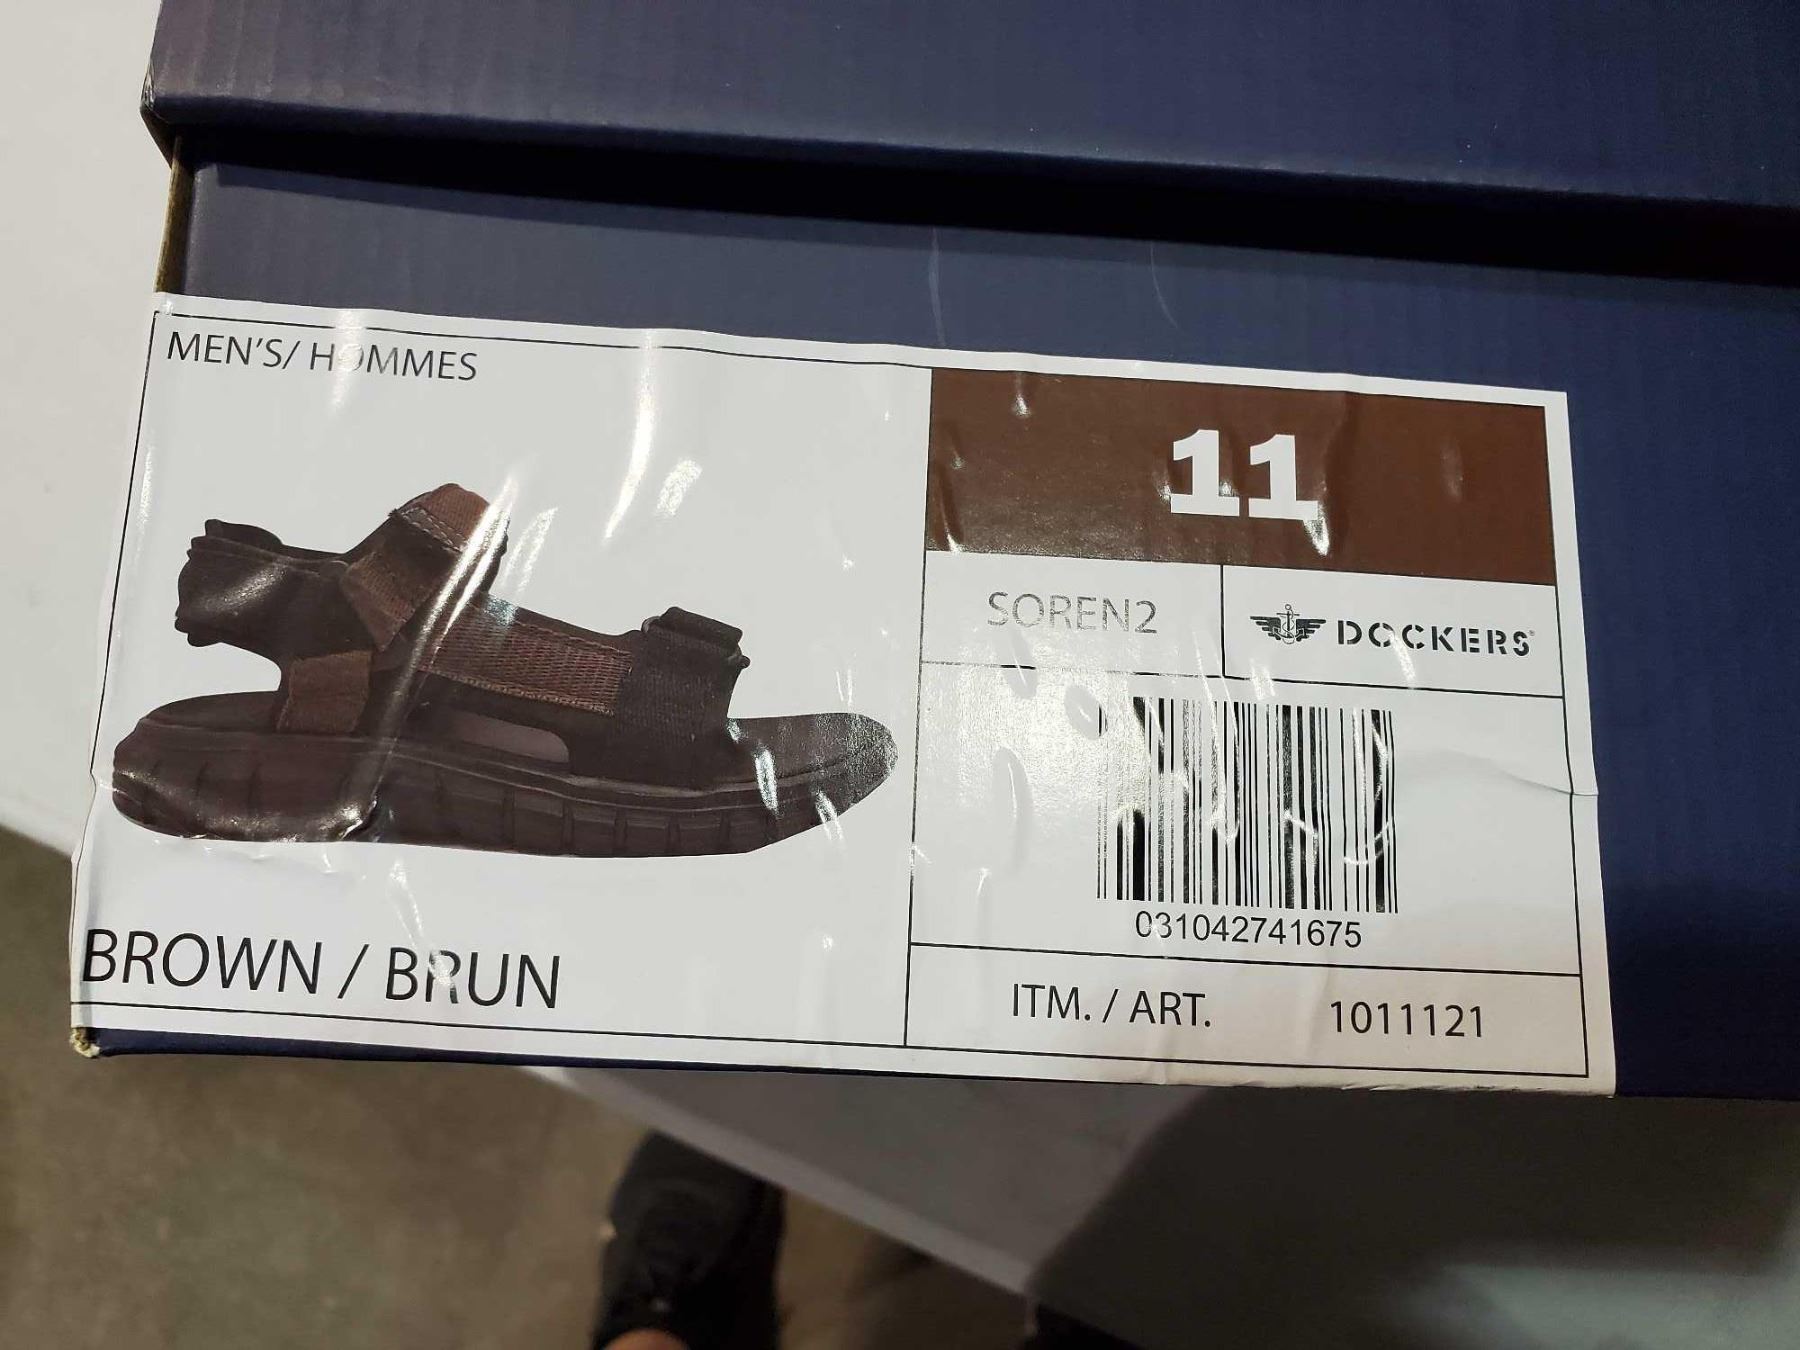 MEN'S/ HOMMES
11
SOREN2
DOCKERS®
031042741675
BROWN / BRUN
ITM. / ART. 1011121